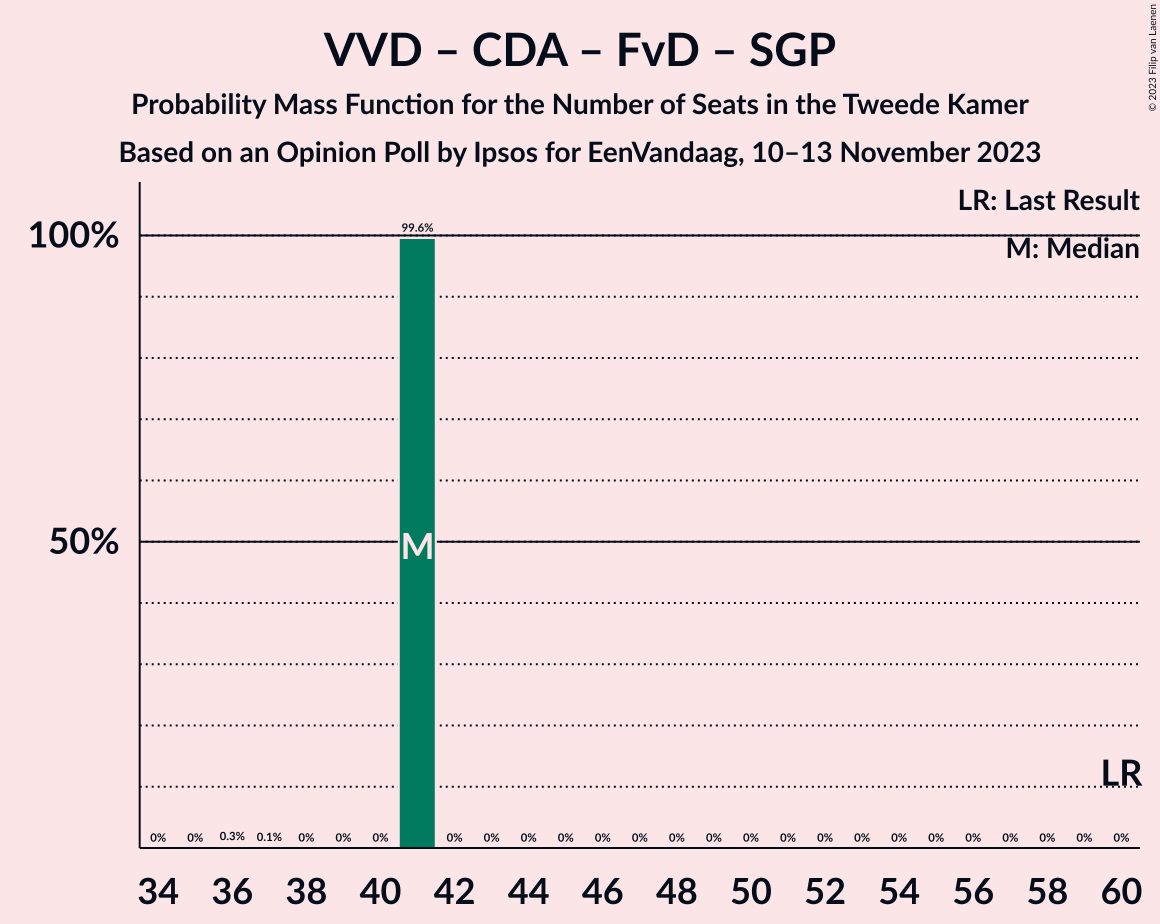 VVD – CDA – FvD – SGP
Probability Mass Function for the Number of Seats in the Tweede Kamer
Based on an Opinion Poll by Ipsos for EenVandaag, 10–13 November 2023
© 2023 Filip van Laenen
LR: Last Result
M: Median
100%
99.6%
50%
M
LR
0% 0% 0.3% 0.1% 0% 0% 0% 0% 0% 0% 0% 0% 0% 0% 0% 0% 0% 0% 0% 0% 0% 0% 0% 0% 0% 0%
34 36 38 40 42 44 46 48 50 52 54 56 58 60